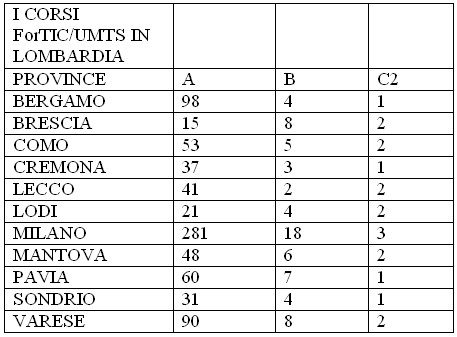 I CORSI
ForTIC/UMTS IN
LOMBARDIA
PROVINCE A B C2
BERGAMO 98 4 1
BRESCIA 15 8 2
COMO 53 5 2
CREMONA 37 3 1
LECCO 41 2 2
LODI 21 4 2
MILANO 281 18 3
MANTOVA 48 6 2
PAVIA 60 7 1
SONDRIO 31 4 1
VARESE 90 8 2